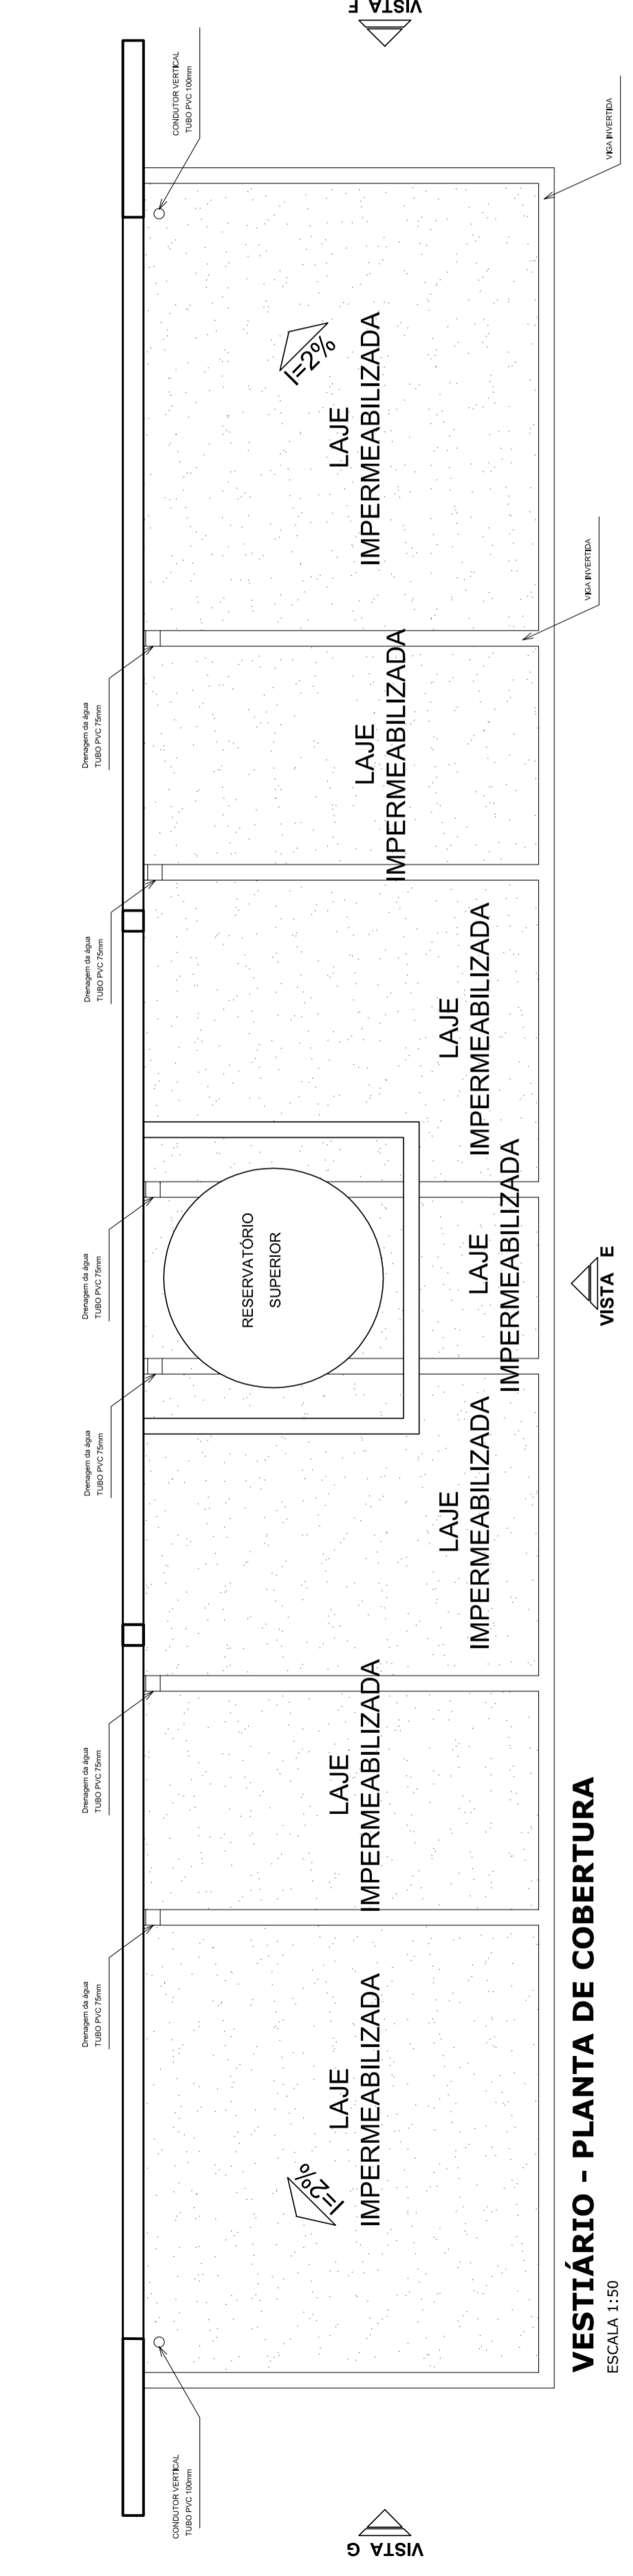 Drenagem da água
TUBO PVC 75mm
Drenagem da água
TUBO PVC 75mm
Drenagem da água
TUBO PVC 75mm
Drenagem da água
TUBO PVC 75mm
Drenagem da água
TUBO PVC 75mm
Drenagem da água
TUBO PVC 75mm
CONDUTOR VERTICAL
TUBO PVC 100mm
CONDUTOR VERTICAL
TUBO PVC 100mm
VISTA G
I=2%
LAJE
IMPERMEABILIZADA
LAJE
IMPERMEABILIZADA
LAJE
IMPERMEABILIZADA
RESERVATÓRIO
SUPERIOR
LAJE
IMPERMEABILIZADA
LAJE
IMPERMEABILIZADA
LAJE
IMPERMEABILIZADA
I=2%
LAJE
IMPERMEABILIZADA
VISTA F
VIGA INVERTIDA
VIGA INVERTIDA
VISTA E
VESTIÁRIO - PLANTA DE COBERTURA
ESCALA 1:50